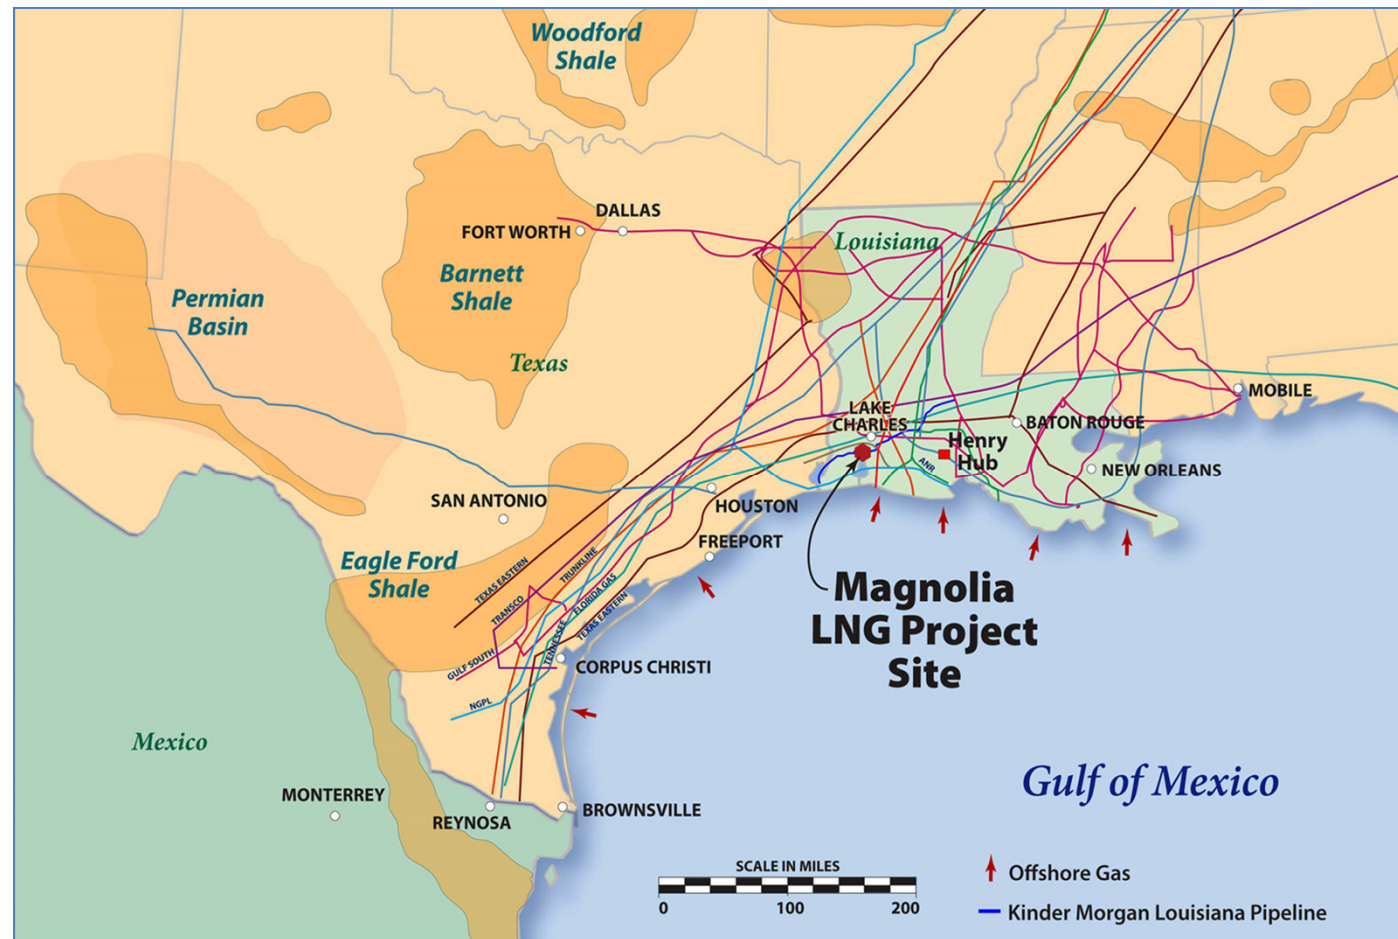 Woodford
Shale
DALLAS
FORT WORTH
Louisiana
Barnett
Shale
Permian
Basin
Texas
MOBILE
LAKE
CHARLES
BATON ROUGE
Henry
Hub
ANR
NEW ORLEANS
SAN ANTONIO
HOUSTON
FREEPORT
Eagle Ford
Shale
TEXAS EASTERN
TRUNKLINE
TRANSCO
FLORIDA GAS
TEXAS EASTERN
TENNESSEE
GULF SOUTH
NGPL
Magnolia
LNG Project
Site
CORPUS CHRISTI
Mexico
Gulf of Mexico
MONTERREY
REYNOSA
BROWNSVILLE
SCALE IN MILES
0 100 200
Offshore Gas
Kinder Morgan Louisiana Pipeline